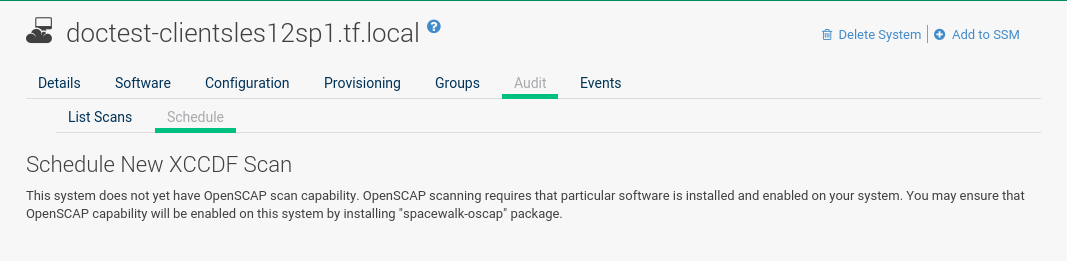 doctest-clientsles12sp1.tf.local ?
Delete System | Add to SSM
Details Software Configuration Provisioning Groups Audit Events
List Scans Schedule
Schedule New XCCDF Scan
This system does not yet have OpenSCAP scan capability. OpenSCAP scanning requires that particular software is installed and enabled on your system. You may ensure that
OpenSCAP capability will be enabled on this system by installing "spacewalk-oscap" package.